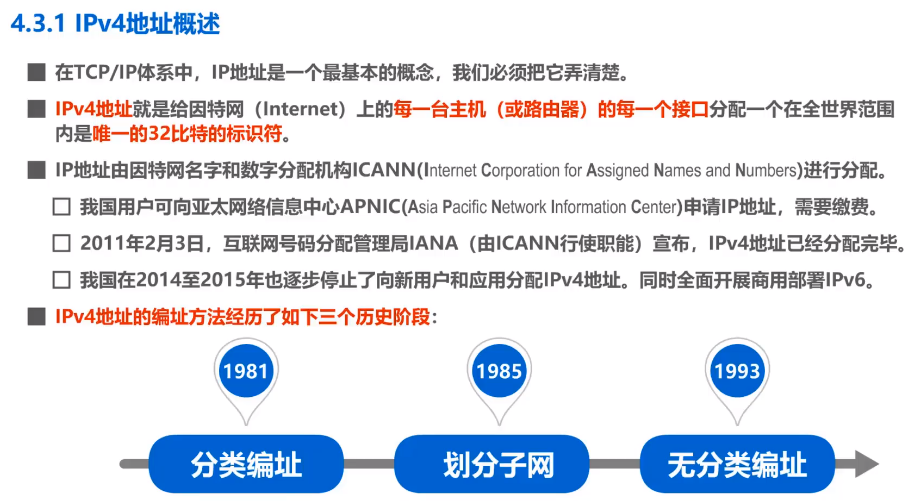 4.3.1 IPv4地址概述
■ 在TCP/IP体系中，IP地址是一个最基本的概念，我们必须把它弄清楚。
■ IPv4地址就是给因特网（Internet）上的每一台主机（或路由器）的每一个接口分配一个在全世界范围
内是唯一的32比特的标识符。
■ IP地址由因特网名字和数字分配机构ICANN(Internet Corporation for Assigned Names and Numbers)进行分配。
□ 我国用户可向亚太网络信息中心APNIC(Asia Pacific Network Information Center)申请IP地址，需要缴费。
□ 2011年2月3日，互联网号码分配管理局IANA（由ICANN行使职能）宣布，IPv4地址已经分配完毕。
□ 我国在2014至2015年也逐步停止了向新用户和应用分配IPv4地址。同时全面开展商用部署IPv6。
■ IPv4地址的编址方法经历了如下三个历史阶段：
1981 1985 1993
分类编址 划分子网 无分类编址